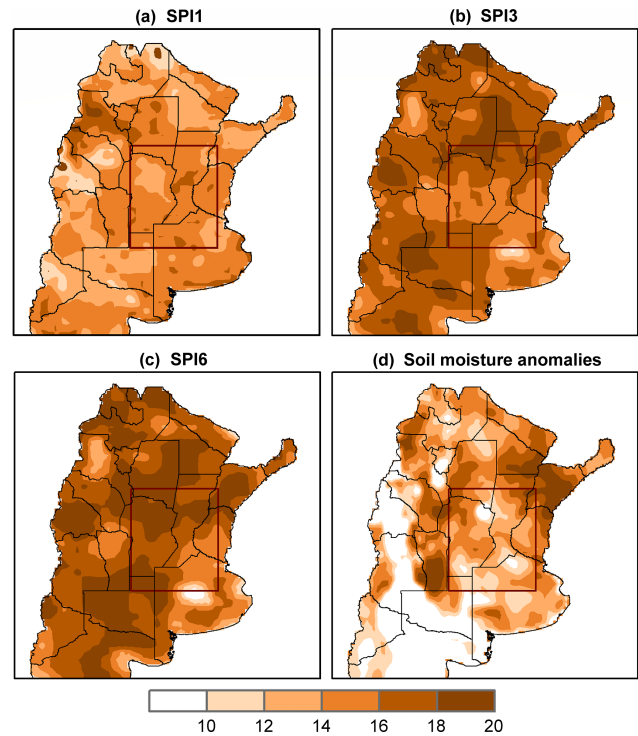 (a) SPI1
(b) SPI3
(c) SPI6
(d) Soil moisture anomalies
10 12 14 16 18 20